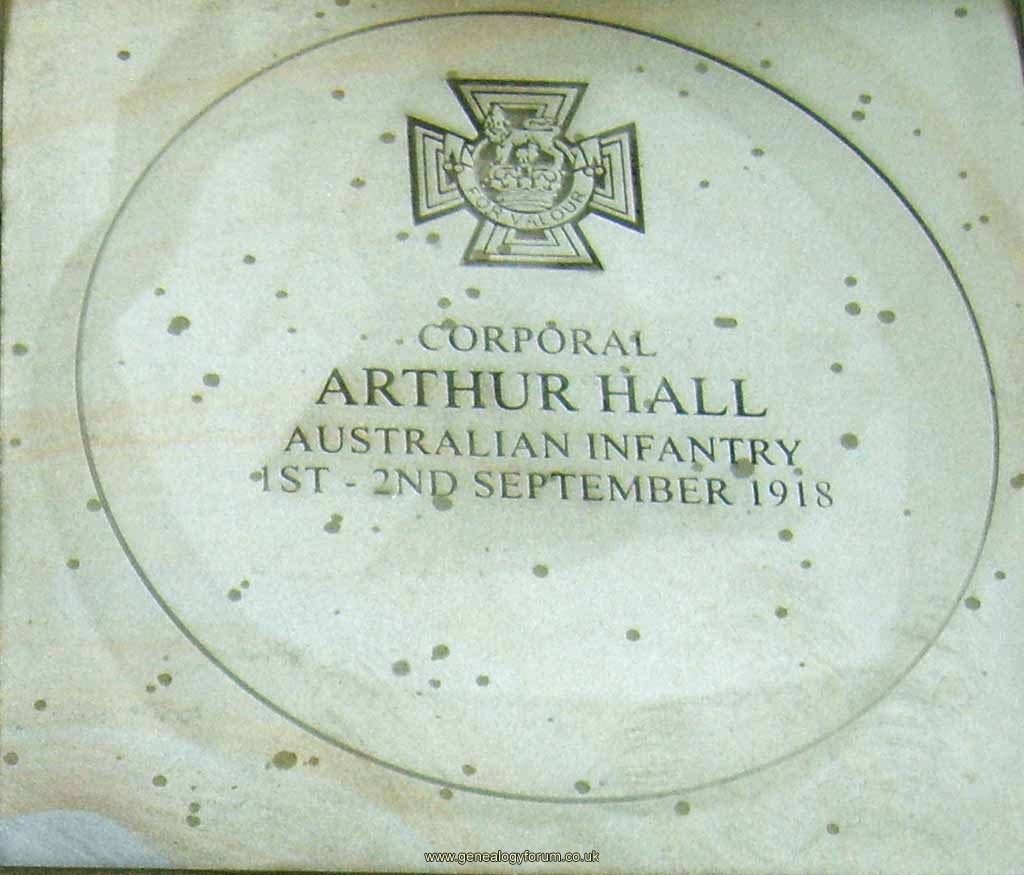 FOR VALOUR
CORPORAL
ARTHUR HALL
AUSTRALIAN INFANTRY
1ST - 2ND SEPTEMBER 1918
www.genealogyforum.co.uk